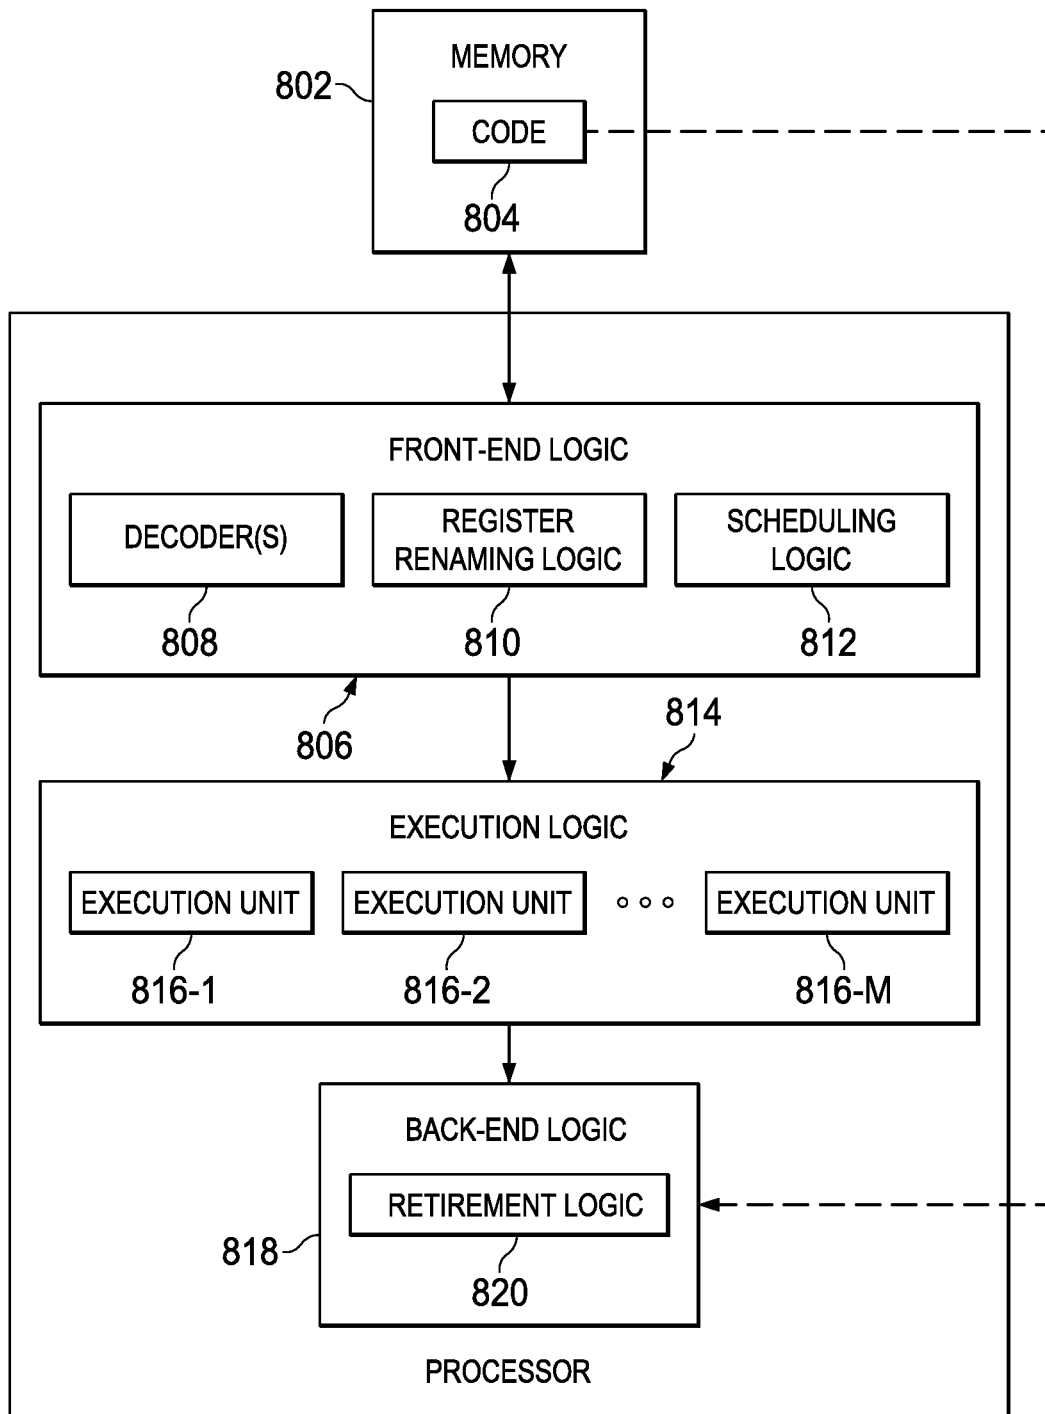 MEMORY
802
CODE
804
FRONT-END LOGIC
DECODER(S)
REGISTER
RENAMING LOGIC
SCHEDULING
LOGIC
808
810
812
806
814
EXECUTION LOGIC
EXECUTION UNIT
EXECUTION UNIT
EXECUTION UNIT
816-1
816-2
816-M
BACK-END LOGIC
RETIREMENT LOGIC
818
820
PROCESSOR